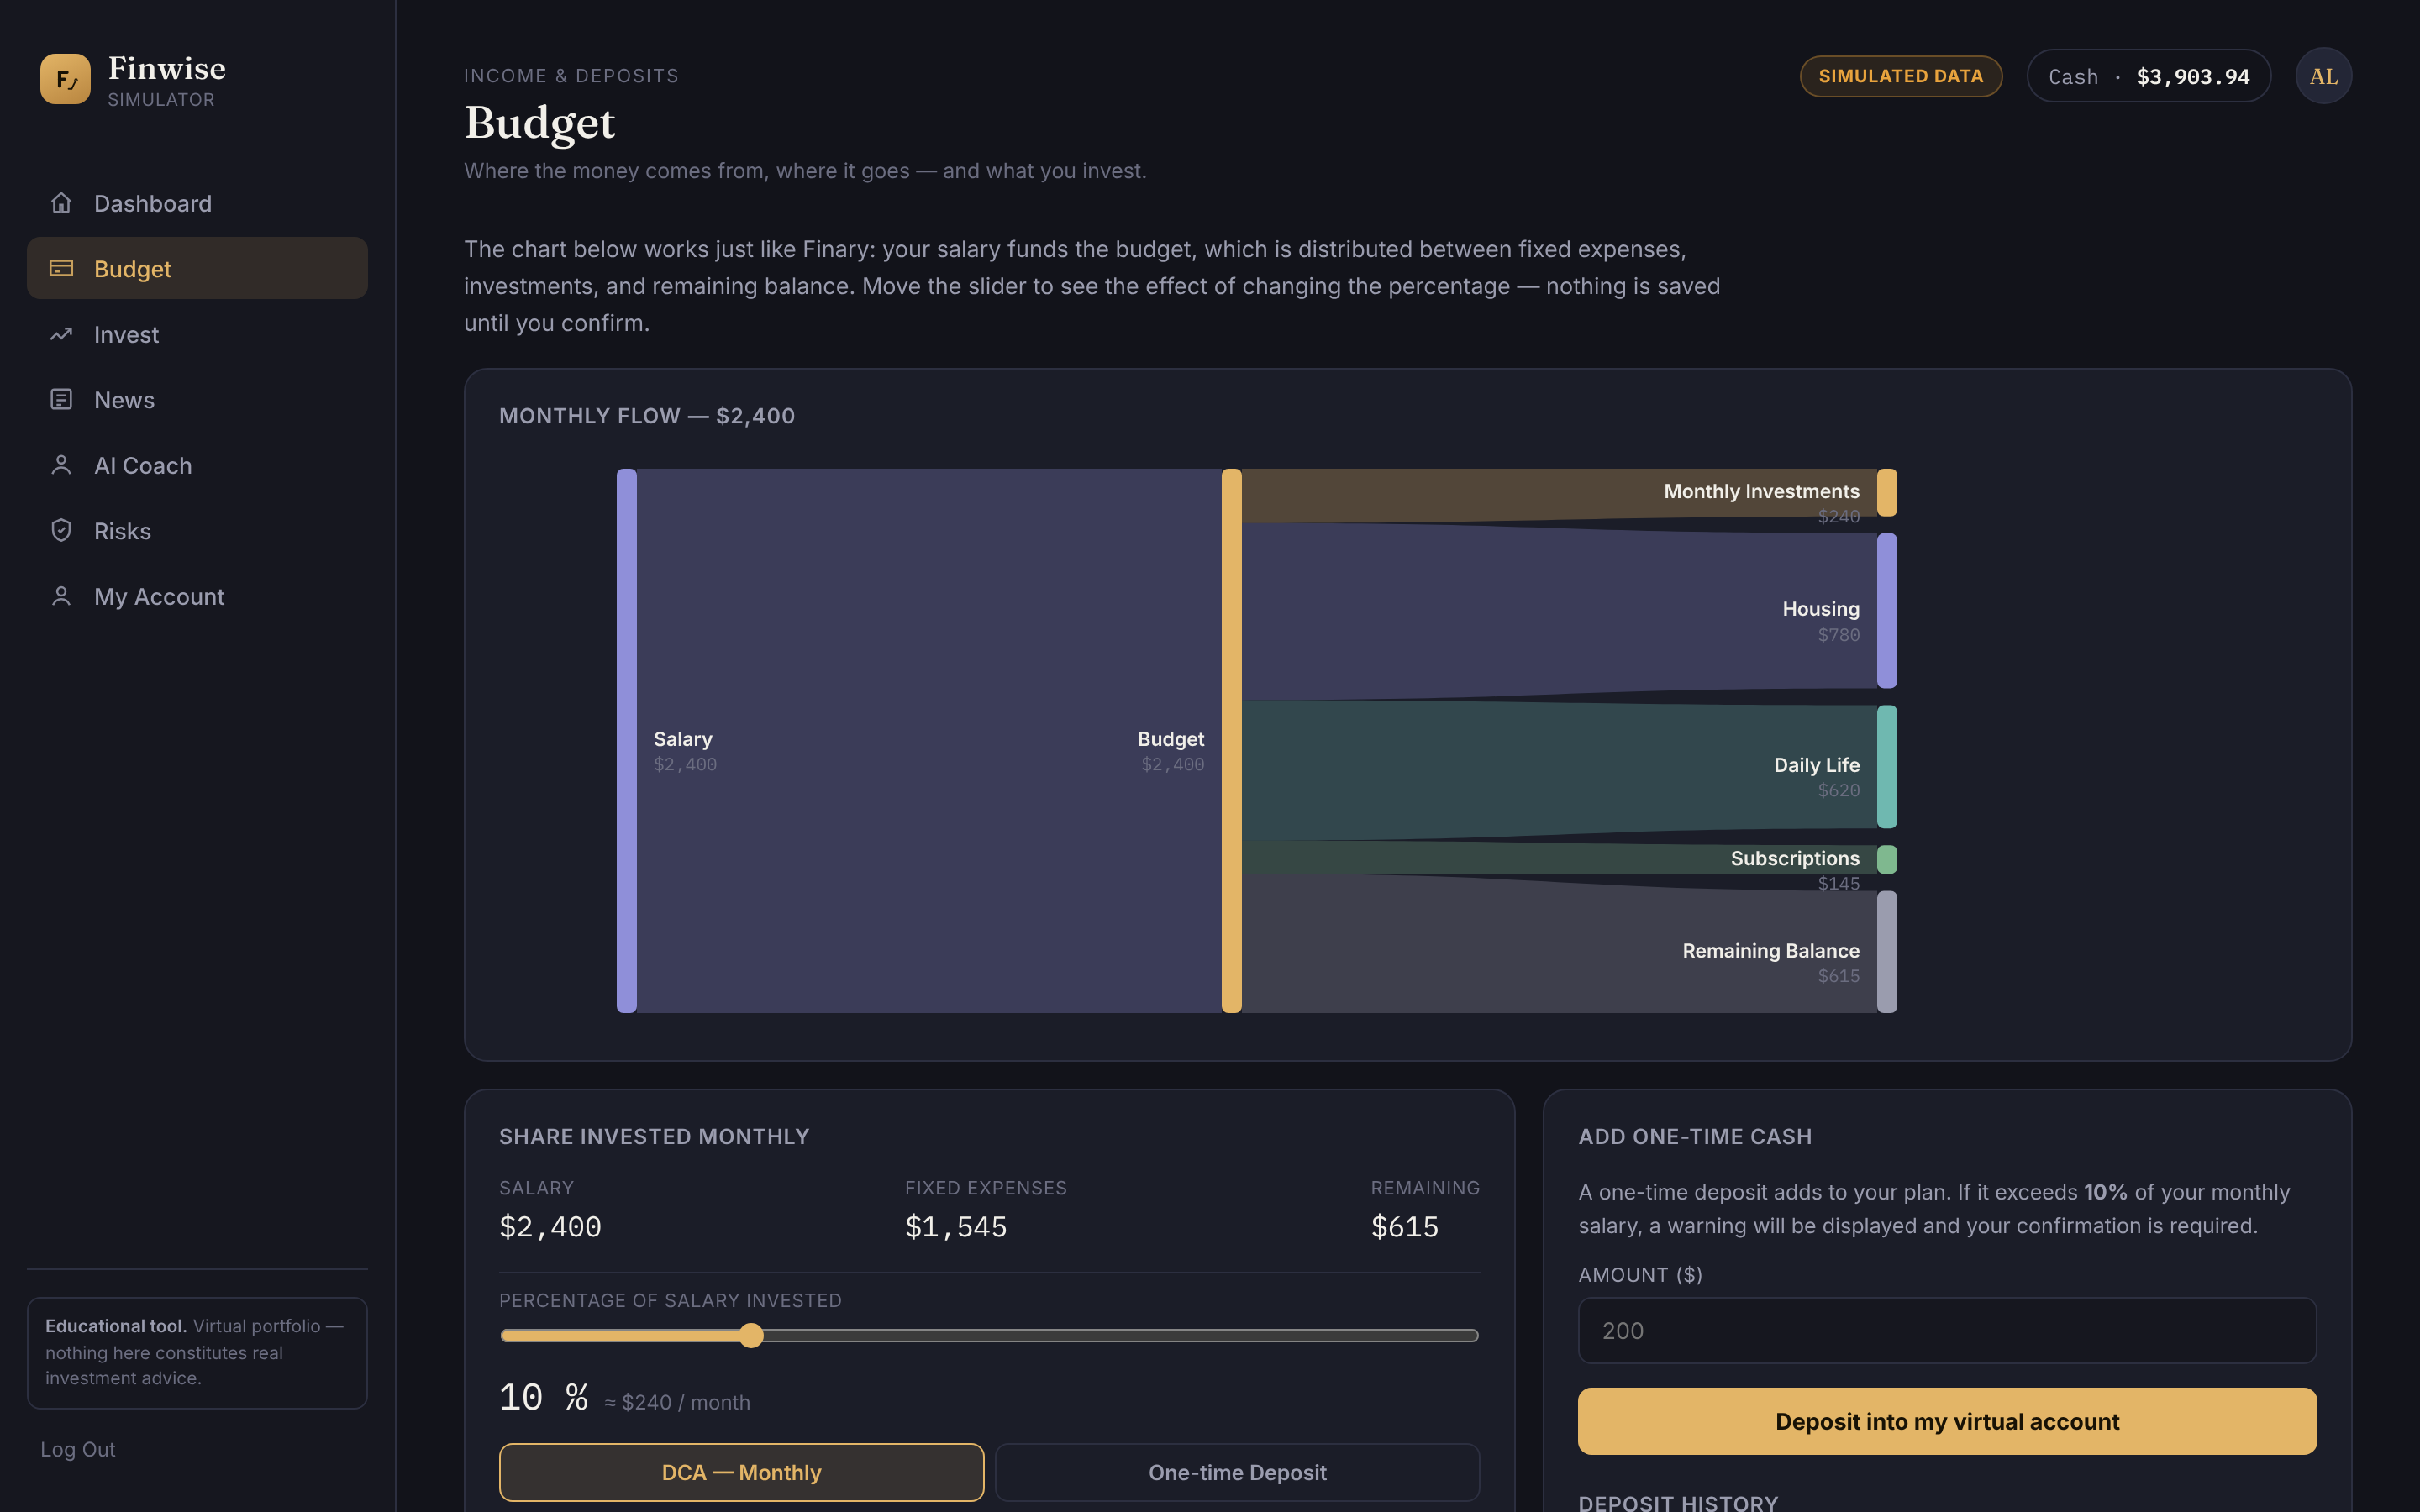 Finwise
SIMULATOR
Dashboard
Budget
Invest
News
AI Coach
Risks
My Account
Educational tool. Virtual portfolio —
nothing here constitutes real
investment advice.
Log Out
INCOME & DEPOSITS
Budget
Where the money comes from, where it goes — and what you invest.
SIMULATED DATA
Cash · $3,903.94
AL
The chart below works just like Finary: your salary funds the budget, which is distributed between fixed expenses,
investments, and remaining balance. Move the slider to see the effect of changing the percentage — nothing is saved
until you confirm.
MONTHLY FLOW — $2,400
Salary
$2,400
Budget
$2,400
Monthly Investments
$240
Housing
$780
Daily Life
$620
Subscriptions
$145
Remaining Balance
$615
SHARE INVESTED MONTHLY
SALARY
$2,400
FIXED EXPENSES
$1,545
REMAINING
$615
PERCENTAGE OF SALARY INVESTED
10 % ≈ $240 / month
DCA — Monthly
One-time Deposit
ADD ONE-TIME CASH
A one-time deposit adds to your plan. If it exceeds 10% of your monthly
salary, a warning will be displayed and your confirmation is required.
AMOUNT ($)
200
Deposit into my virtual account
DEPOSIT HISTORY